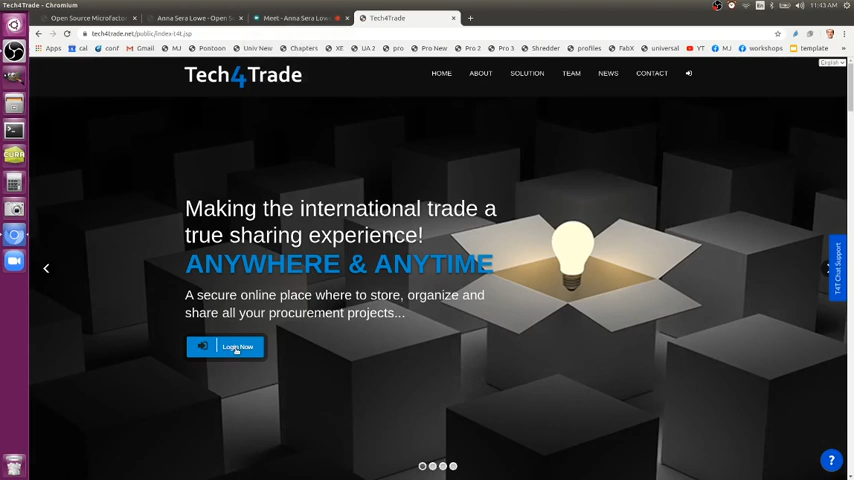 Tech4Trade - Chromium
11:43 AM
Open Source Microfactor
Anna Sera Lowe - Open S
Meet - Anna Sera Lowe
Tech4Trade
tech4trade.net/public/index-t4t.jsp
Apps
cal
conf
Gmail
MJ
Pontoon
Univ New
Chapters
XE
UA 2
pro
Pro New
Pro 2
Pro 3
Shredder
profiles
FabX
universal
YT
MJ
workshops
template
»
English
Tech4Trade
HOME
ABOUT
SOLUTION
TEAM
NEWS
CONTACT
Making the international trade a
true sharing experience!
ANYWHERE & ANYTIME
A secure online place where to store, organize and
share all your procurement projects...
Login Now
T4T Chat Support
?
CURA